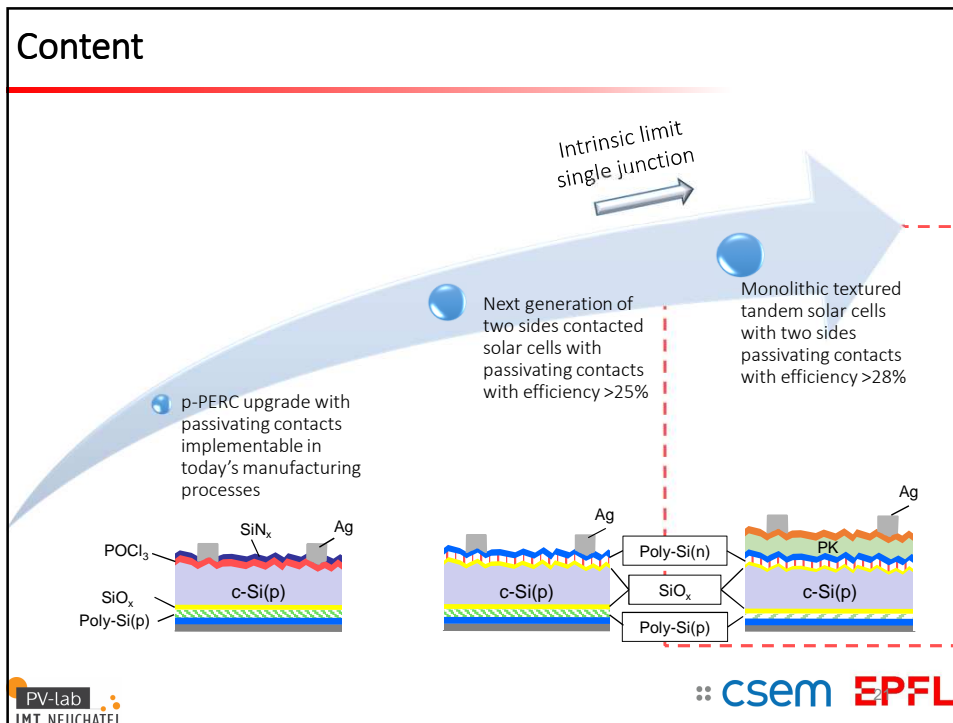 Content
Intrinsic limit
single junction
Monolithic textured
tandem solar cells
with two sides
passivating contacts
with efficiency >28%
Next generation of
two sides contacted
solar cells with
passivating contacts
with efficiency >25%
p-PERC upgrade with
passivating contacts
implementable in
today's manufacturing
processes
POCl3
SiNx
Ag
c-Si(p)
SiOx
Poly-Si(p)
Ag
c-Si(p)
Poly-Si(n)
SiOx
Poly-Si(p)
Ag
PK
c-Si(p)
PV-lab
IMT NEUCHATEL
csem
EPFL